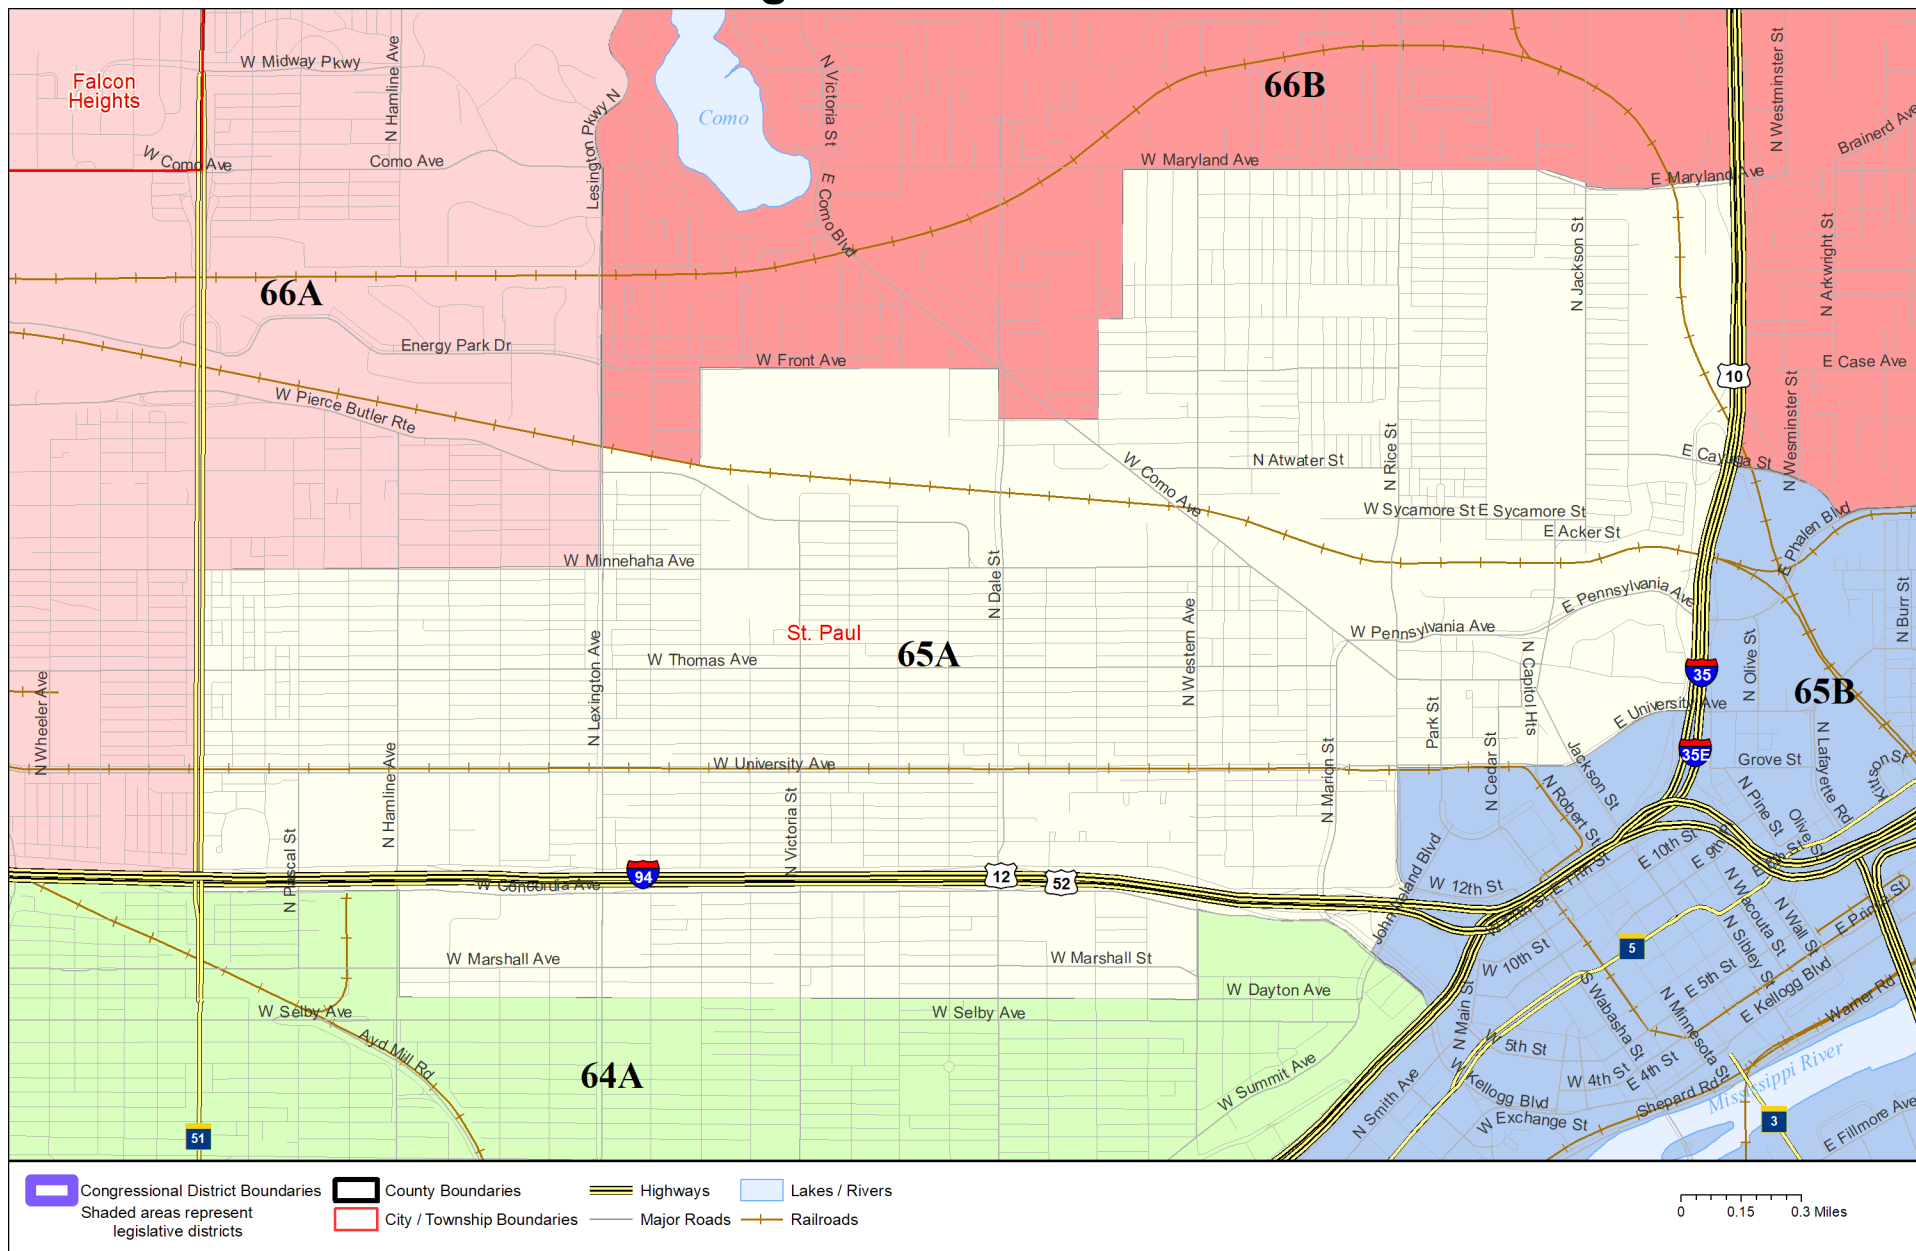 W Midway Pkwy
N Hamline Ave
Falcon
Heights
Lesington Pkwy N
Como
N Victoria St
66B
N Westminster St
Brainerd Ave
W Como Ave
Como Ave
W Maryland Ave
E Maryland Ave
E Como Blvd
N Jackson St
N Arkwright St
66A
Energy Park Dr
W Front Ave
10
E Case Ave
W Pierce Butler Rte
N Rice St
N Wesminster St
W Como Ave
N Atwater St
E Cayuga St
W Sycamore St
E Sycamore St
E Acker St
E Phalen Blvd
W Minnehaha Ave
N Dale St
N Western Ave
E Pennsylvania Ave
W Pennsylvania Ave
N Burr St
St. Paul
65A
W Thomas Ave
N Lexington Ave
N Wheeler Ave
N Capitol Hts
Park St
35
N Olive St
65B
E University Ave
N Hamline Ave
W University Ave
N Marion St
N Cedar St
Jackson St
35E
Grove St
N Lafayette Rd
Kittson St
N Robert St
N Pine St
Olive St
N Pascal St
N Victoria St
John Ireland Blvd
E 10th St
W Concordia Ave
94
12
52
W 12th St
E 11th St
N Wacouta St
N Wall St
E Prince St
W Marshall Ave
W Marshall St
W 10th St
5
N Sibley St
E 5th St
E Kellogg Blvd
W Dayton Ave
W Selby Ave
W Selby Ave
N Main St
S Wabasha St
N Minnesota St
Warner Rd
Ayd Mill Rd
64A
W Summit Ave
W 5th St
W Kellogg Blvd
W 4th St
E 4th St
Shepard Rd
Mississippi River
N Smith Ave
W Exchange St
3
E Fillmore Ave
51
Congressional District Boundaries
Shaded areas represent
legislative districts
County Boundaries
City / Township Boundaries
Highways
Major Roads
Lakes / Rivers
Railroads
0 0.15 0.3 Miles